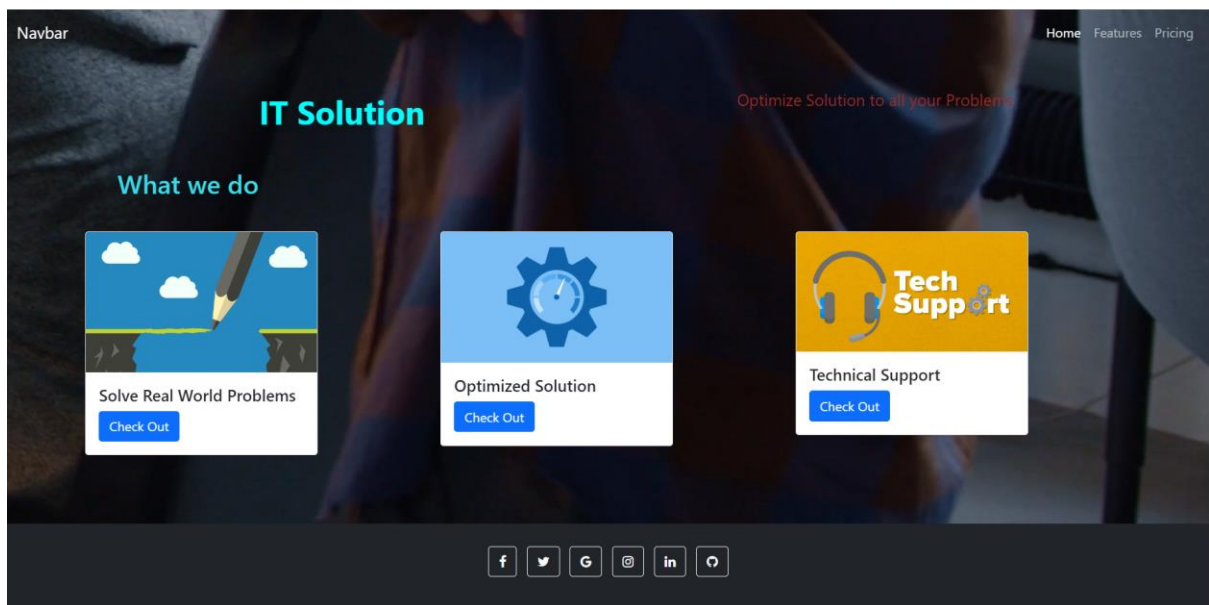 Navbar
Home Features Pricing
IT Solution
Optimize Solution to all your Problems
What we do
Tech
Support
Solve Real World Problems
Check Out
Optimized Solution
Check Out
Technical Support
Check Out
f
G
in